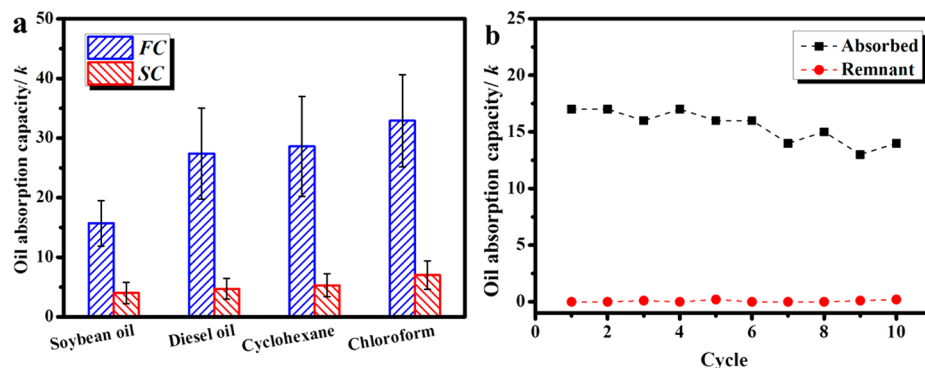 a
50
40
30
20
10
0
Oil absorption capacity/ k
FC
SC
Soybean oil
Diesel oil
Cyclohexane
Chloroform
b
25
20
15
10
5
0
Oil absorption capacity/ k
Absorbed
Remnant
0 2 4 6 8 10
Cycle